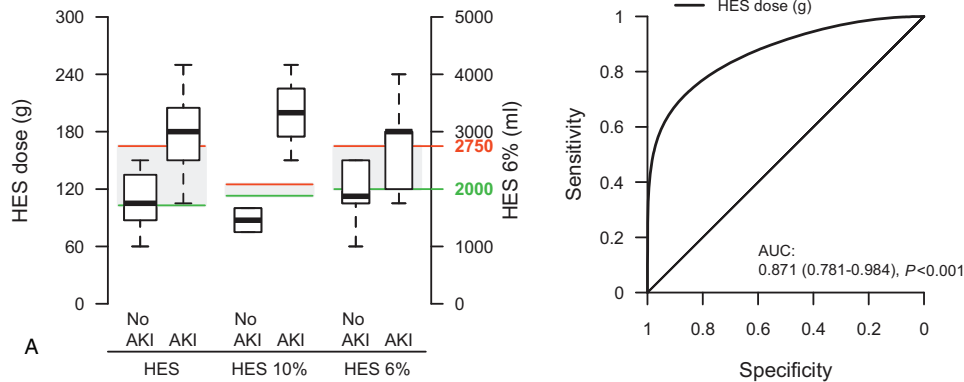 HES dose (g)
300
240
180
120
60
0
5000
4000
3000
2750
2000
1000
0
HES 6% (ml)
No AKI
AKI
No AKI
AKI
No AKI
AKI
HES
HES 10%
HES 6%
A
HES dose (g)
Sensitivity
1
0.8
0.6
0.4
0.2
0
AUC:
0.871 (0.781-0.984), P<0.001
1 0.8 0.6 0.4 0.2 0
Specificity